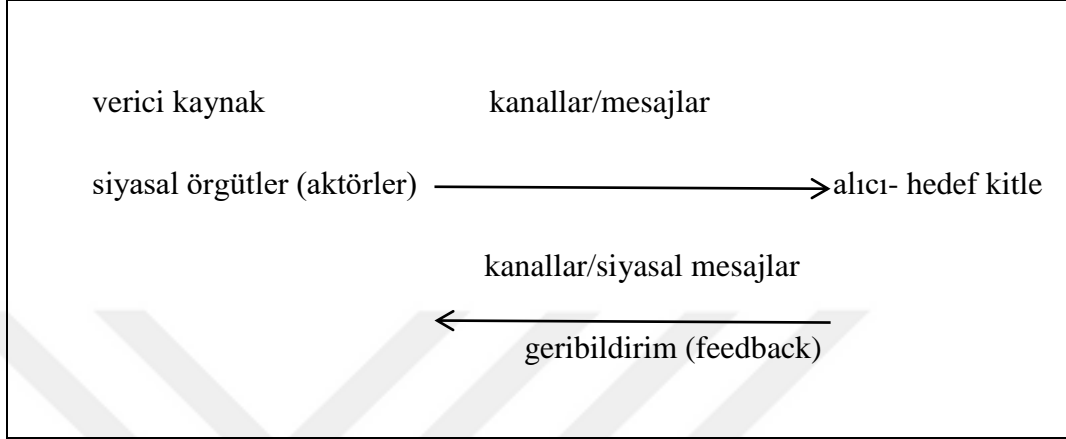 verici kaynak kanallar/mesajlar
siyasal örgütler (aktörler) alıcı- hedef kitle
kanallar/siyasal mesajlar
geribildirim (feedback)